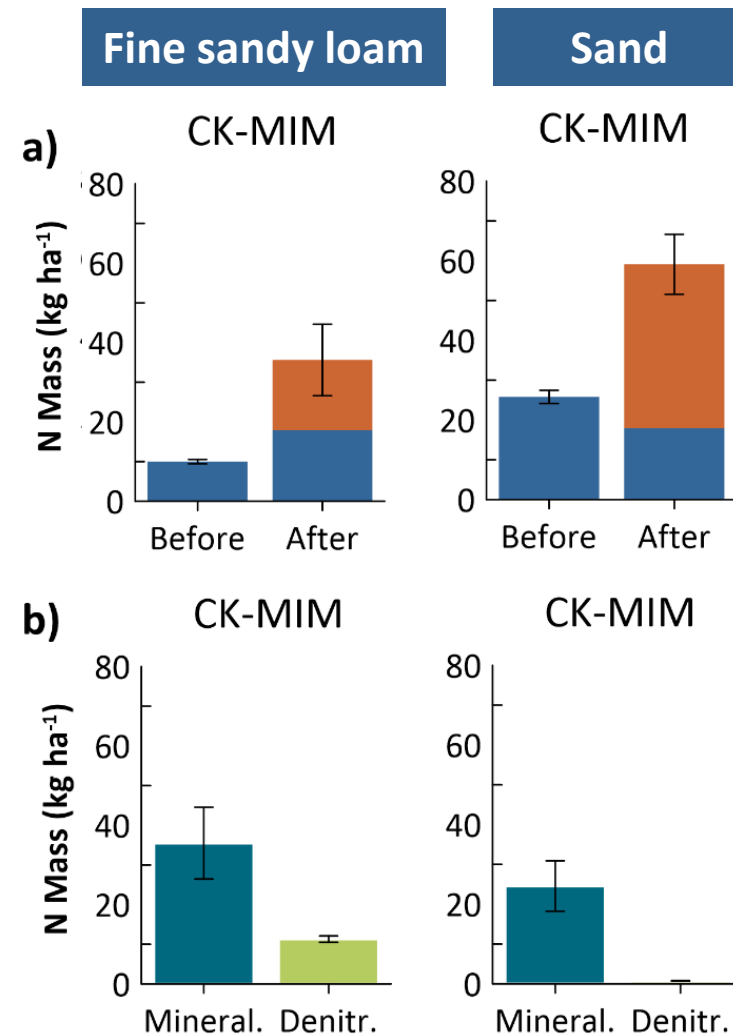 Fine sandy loam
Sand
a)
CK-MIM
CK-MIM
N Mass (kg ha⁻¹)
80
60
40
20
0
Before After
80
60
40
20
0
Before After
b)
CK-MIM
CK-MIM
N Mass (kg ha⁻¹)
80
60
40
20
0
Mineral. Denitr.
80
60
40
20
0
Mineral. Denitr.